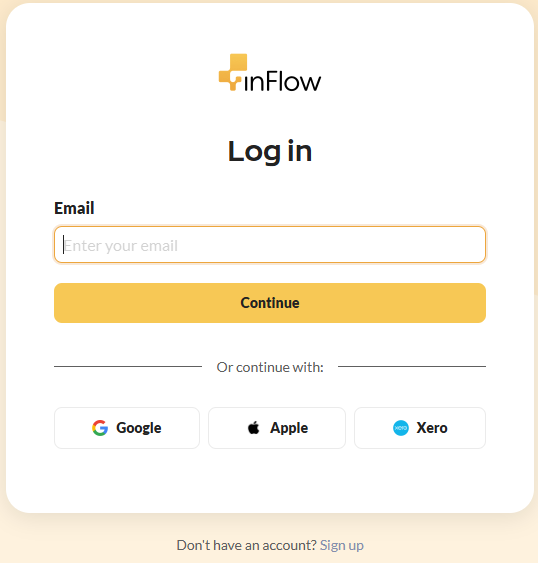 inFlow
Log in
Email
Enter your email
Continue
Or continue with:
Google
Apple
xero
Xero
Don't have an account? Sign up